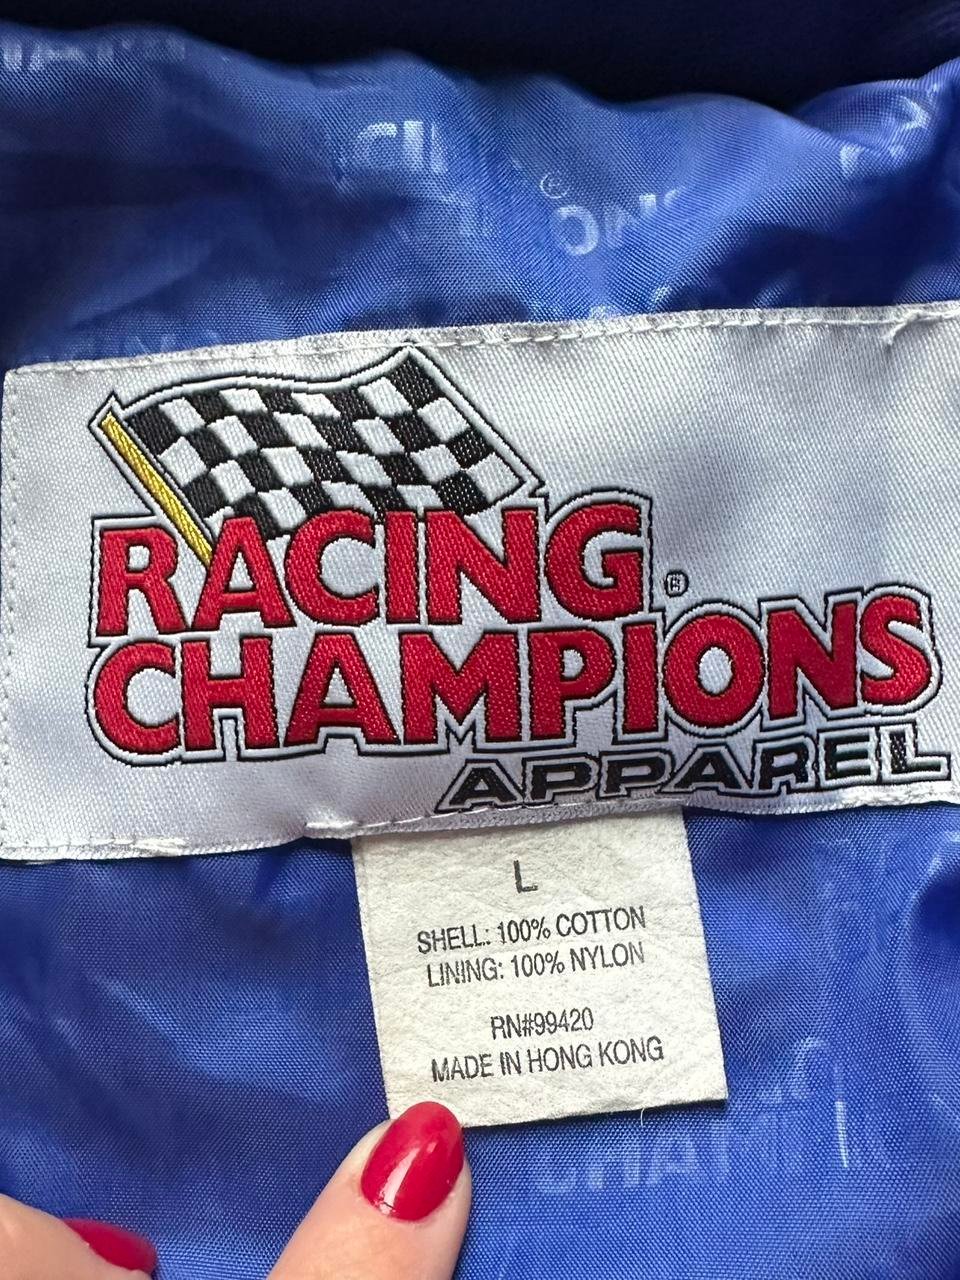 RACING ®
CHAMPIONS
APPAREL
L
SHELL: 100% COTTON
LINING: 100% NYLON
RN#99420
MADE IN HONG KONG